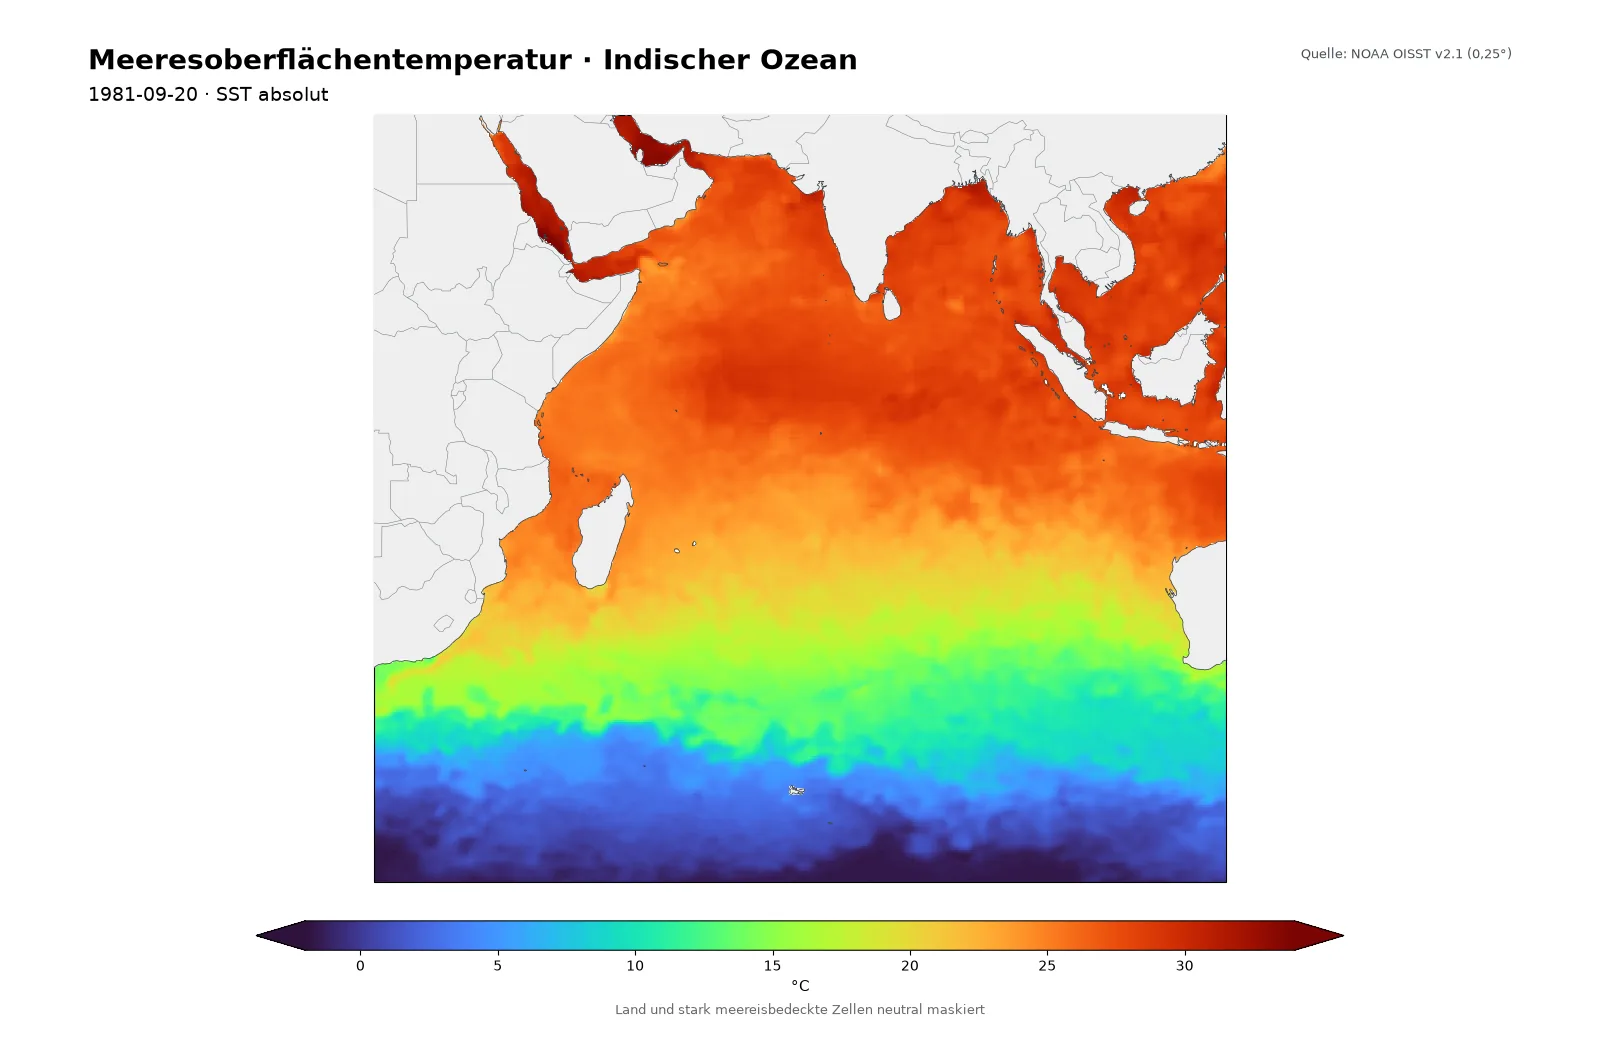 Meeresoberflächentemperatur · Indischer Ozean
Quelle: NOAA OISST v2.1 (0,25°)
1981-09-20 · SST absolut
0 5 10 15 20 25 30
°C
Land und stark meereisbedeckte Zellen neutral maskiert